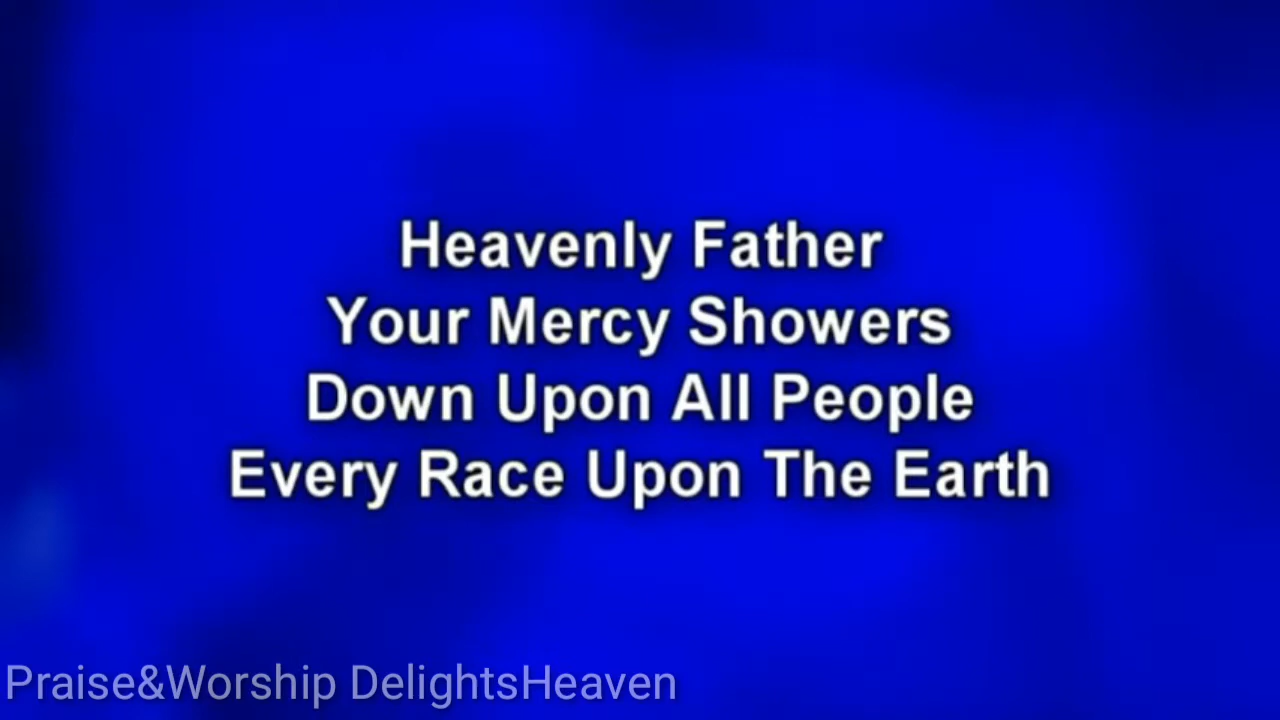 Heavenly Father
Your Mercy Showers
Down Upon All People
Every Race Upon The Earth
Praise&Worship DelightsHeaven